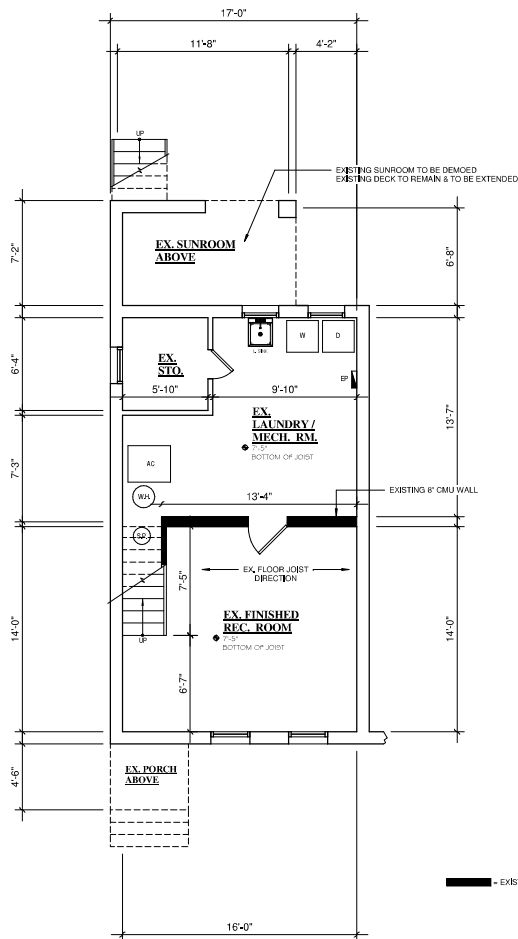 17'-0"
11'-8"
4'-2"
UP
EXISTING SUNROOM TO BE DEMOED
EXISTING DECK TO REMAIN & TO BE EXTENDED
7'-2"
6'-8"
EX. SUNROOM
ABOVE
L. SINK
W
D
EX.
STO.
6'-4"
5'-10"
9'-10"
EP
13'-7"
EX.
LAUNDRY /
MECH. RM.
7'-5"
BOTTOM OF JOIST
7'-3"
AC
W.H.
13'-4"
EXISTING 8" CMU WALL
S.P.
EX. FLOOR JOIST
DIRECTION
7'-5"
EX. FINISHED
REC. ROOM
7'-5"
BOTTOM OF JOIST
14'-0"
14'-0"
UP
6'-7"
4'-6"
EX. PORCH
ABOVE
= EXIS
16'-0"